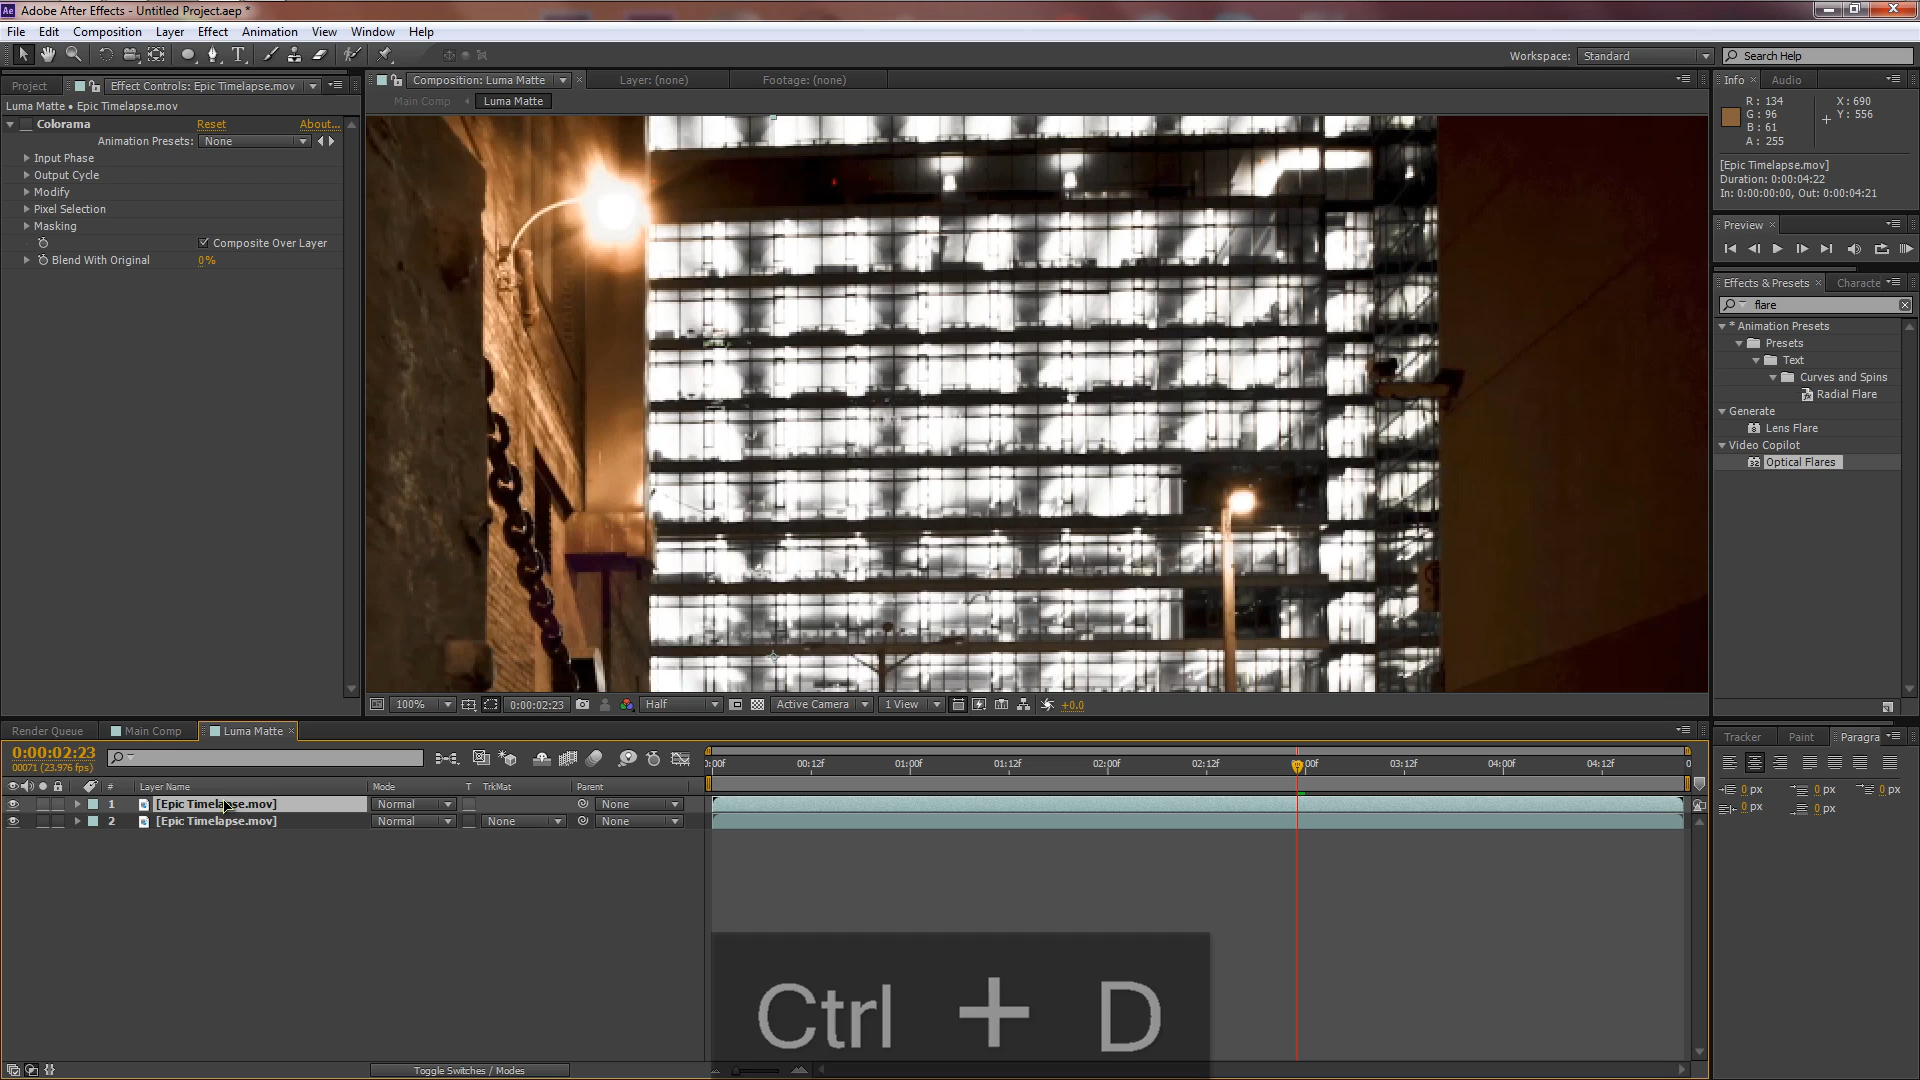 Adobe After Effects - Untitled Project.aep *
File Edit Composition Layer Effect Animation View Window Help
Workspace: Standard Search Help
Project Effect Controls: Epic Timelapse.mov
Composition: Luma Matte Layer: (none) Footage: (none)
Info Audio
Luma Matte • Epic Timelapse.mov
Main Comp Luma Matte
R: 134 X: 690
G: 96 Y: 556
B: 61
A: 255
Colorama Reset About...
Animation Presets: None
Input Phase
Output Cycle
Modify
Pixel Selection
Masking
Composite Over Layer
Blend With Original 0%
[Epic Timelapse.mov]
Duration: 0:00:04:22
In: 0:00:00:00, Out: 0:00:04:21
Preview
Effects & Presets Characte
flare
* Animation Presets
Presets
Text
Curves and Spins
Radial Flare
Generate
Lens Flare
Video Copilot
Optical Flares
100% 0:00:02:23 Half Active Camera 1 View +0.0
Render Queue Main Comp Luma Matte
Tracker Paint Paragra
0:00:02:23
00071 (23.976 fps)
):00f 00:12f 01:00f 01:12f 02:00f 02:12f 00f 03:12f 04:00f 04:12f 0
# Layer Name Mode T TrkMat Parent
1 [Epic Timelapse.mov] Normal None
2 [Epic Timelapse.mov] Normal None None
0 px 0 px 0 px
0 px 0 px
Ctrl + D
Toggle Switches / Modes